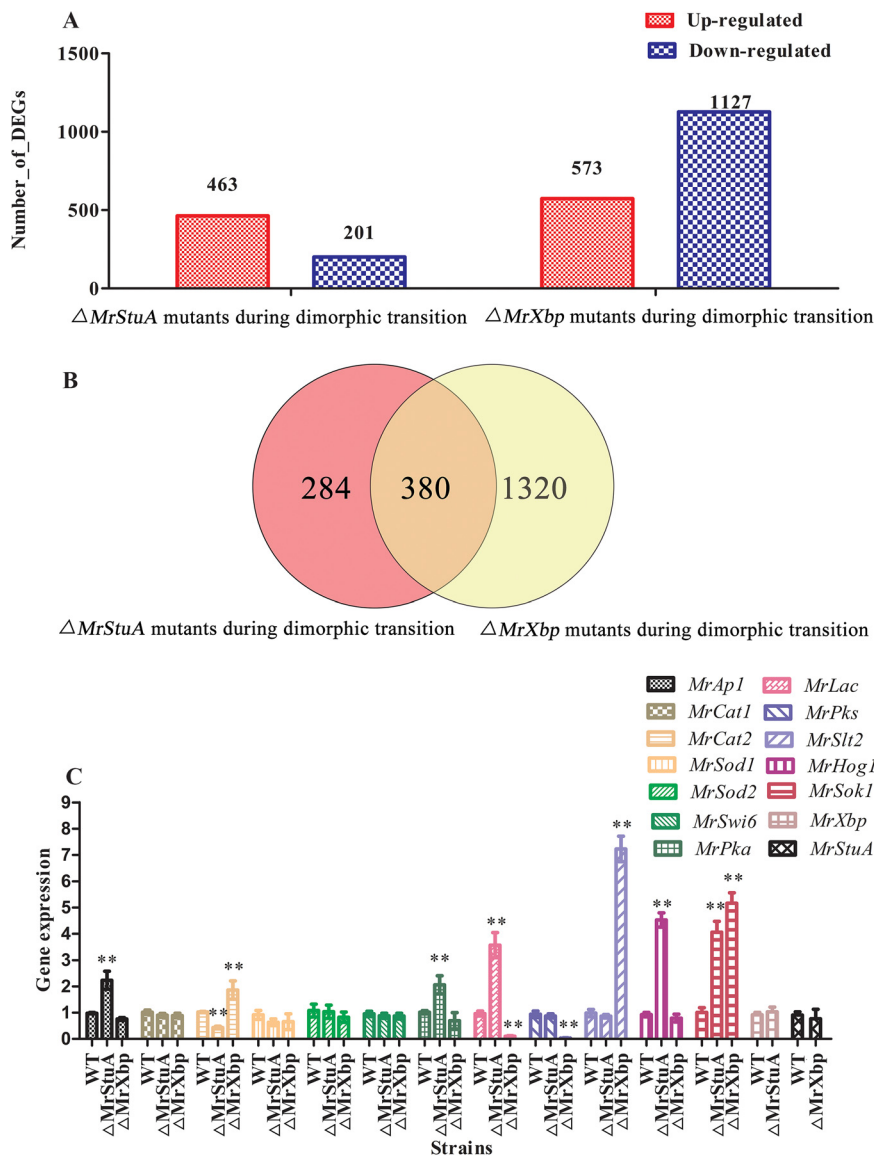 A
Up-regulated
Down-regulated
Number_of_DEGs
1500
1000
500
0
463
201
573
1127
△MrStuA mutants during dimorphic transition
△MrXbp mutants during dimorphic transition
B
284
380
1320
△MrStuA mutants during dimorphic transition
△MrXbp mutants during dimorphic transition
C
MrAp1
MrLac
MrCat1
MrPks
MrCat2
MrSlt2
MrSod1
MrHog1
MrSod2
MrSok1
MrSwi6
MrXbp
MrPka
MrStuA
Gene expression
9
8
7
6
5
4
3
2
1
0
**
**
**
**
**
**
**
**
**
**
**
WT
△MrStuA
△MrXbp
WT
△MrStuA
△MrXbp
WT
△MrStuA
△MrXbp
WT
△MrStuA
△MrXbp
WT
△MrStuA
△MrXbp
WT
△MrStuA
△MrXbp
WT
△MrStuA
△MrXbp
WT
△MrStuA
△MrXbp
WT
△MrStuA
△MrXbp
WT
△MrStuA
△MrXbp
WT
△MrStuA
△MrXbp
WT
△MrStuA
△MrXbp
WT
△MrStuA
WT
△MrXbp
Strains